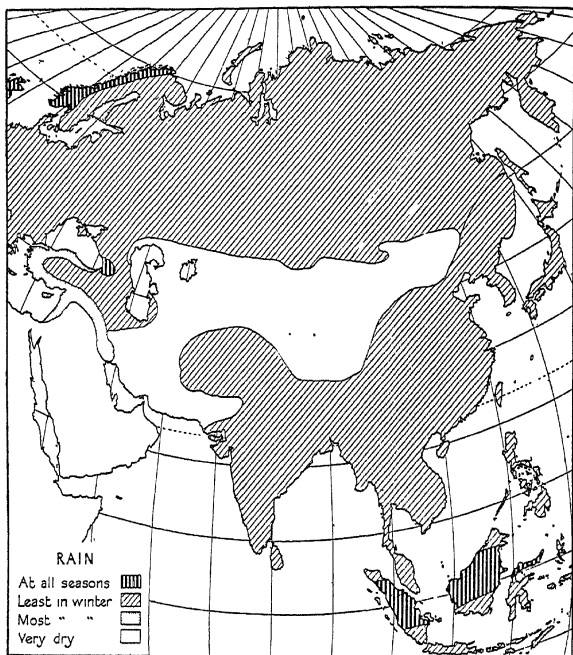 RAIN
At all seasons
Least in winter
Most “ “
Very dry